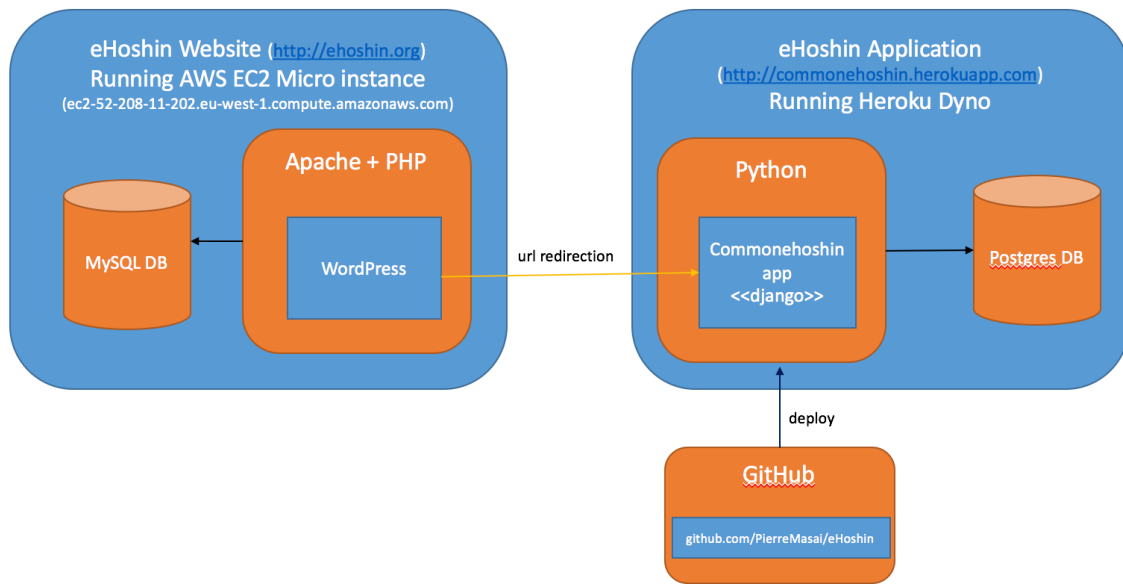 eHoshin Website (http://ehoshin.org)
Running AWS EC2 Micro instance
(ec2-52-208-11-202.eu-west-1.compute.amazonaws.com)
Apache + PHP
MySQL DB
WordPress
url redirection
eHoshin Application
(http://commonehoshin.herokuapp.com)
Running Heroku Dyno
Python
Commonehoshin
app
<<django>>
Postgres DB
deploy
GitHub
github.com/PierreMasai/eHoshin